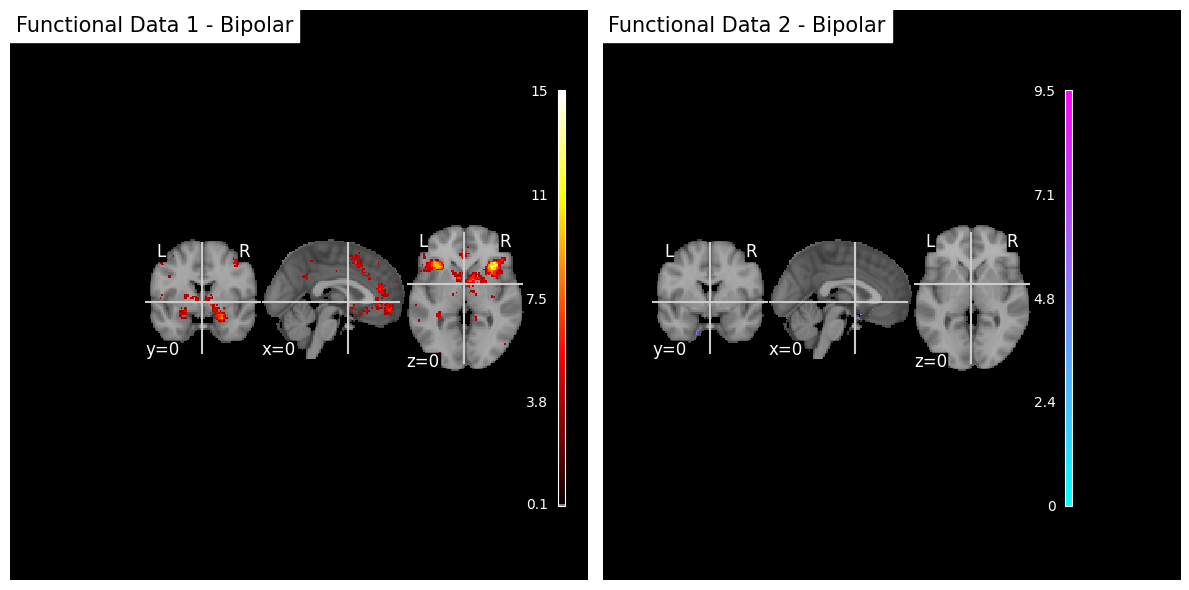 Functional Data 1 - Bipolar
15
11
7.5
3.8
0.1
L
R
L
R
y=0
x=0
z=0
Functional Data 2 - Bipolar
9.5
7.1
4.8
2.4
0
L
R
L
R
y=0
x=0
z=0